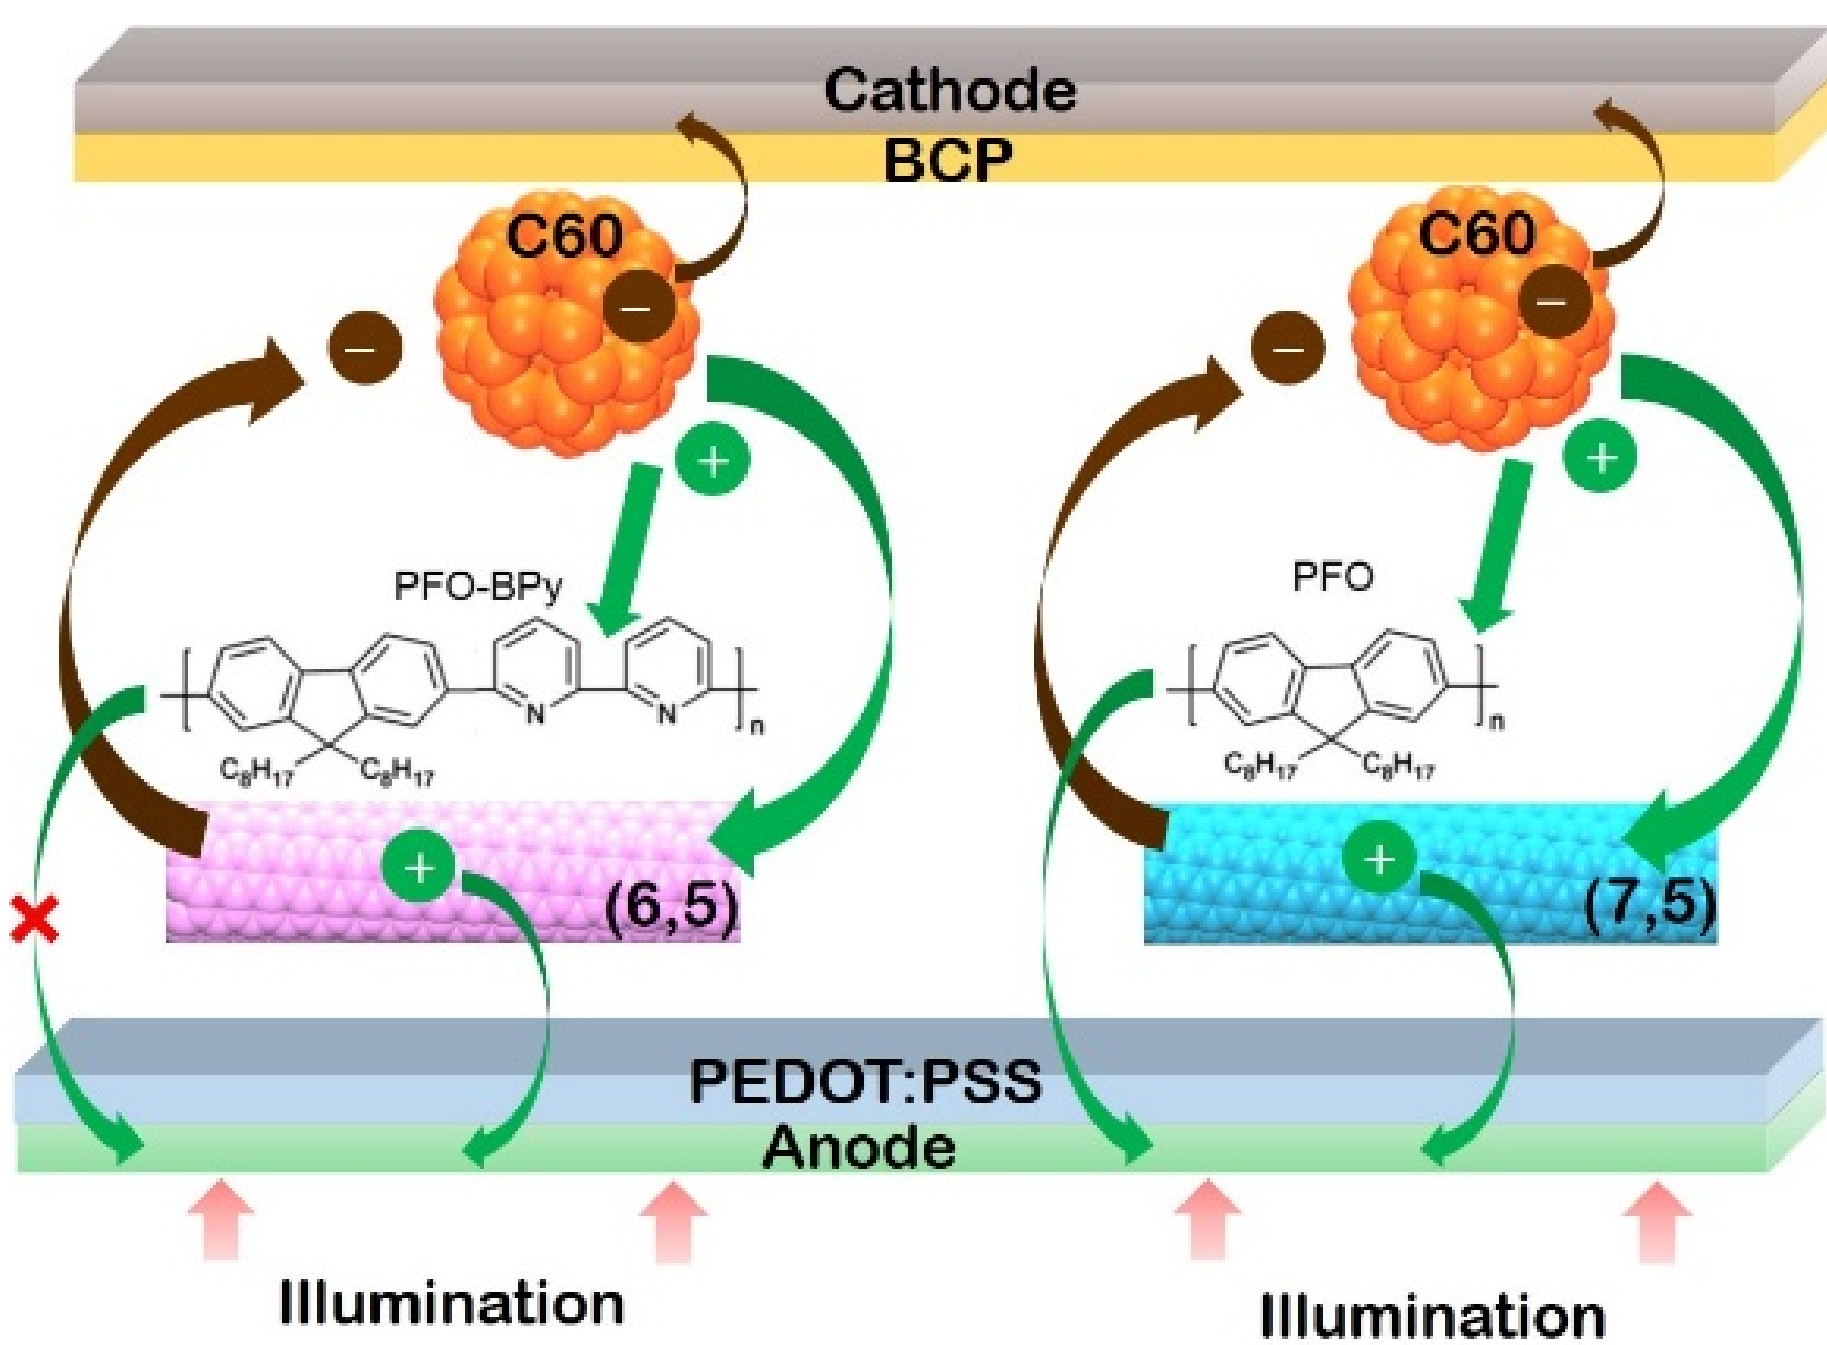 Cathode
BCP
C60
C60
−
−
−
−
+
+
PFO-BPy
PFO
N
N
n
n
C₈H₁₇
C₈H₁₇
C₈H₁₇
C₈H₁₇
+
+
(6,5)
(7,5)
PEDOT:PSS
Anode
Illumination
Illumination